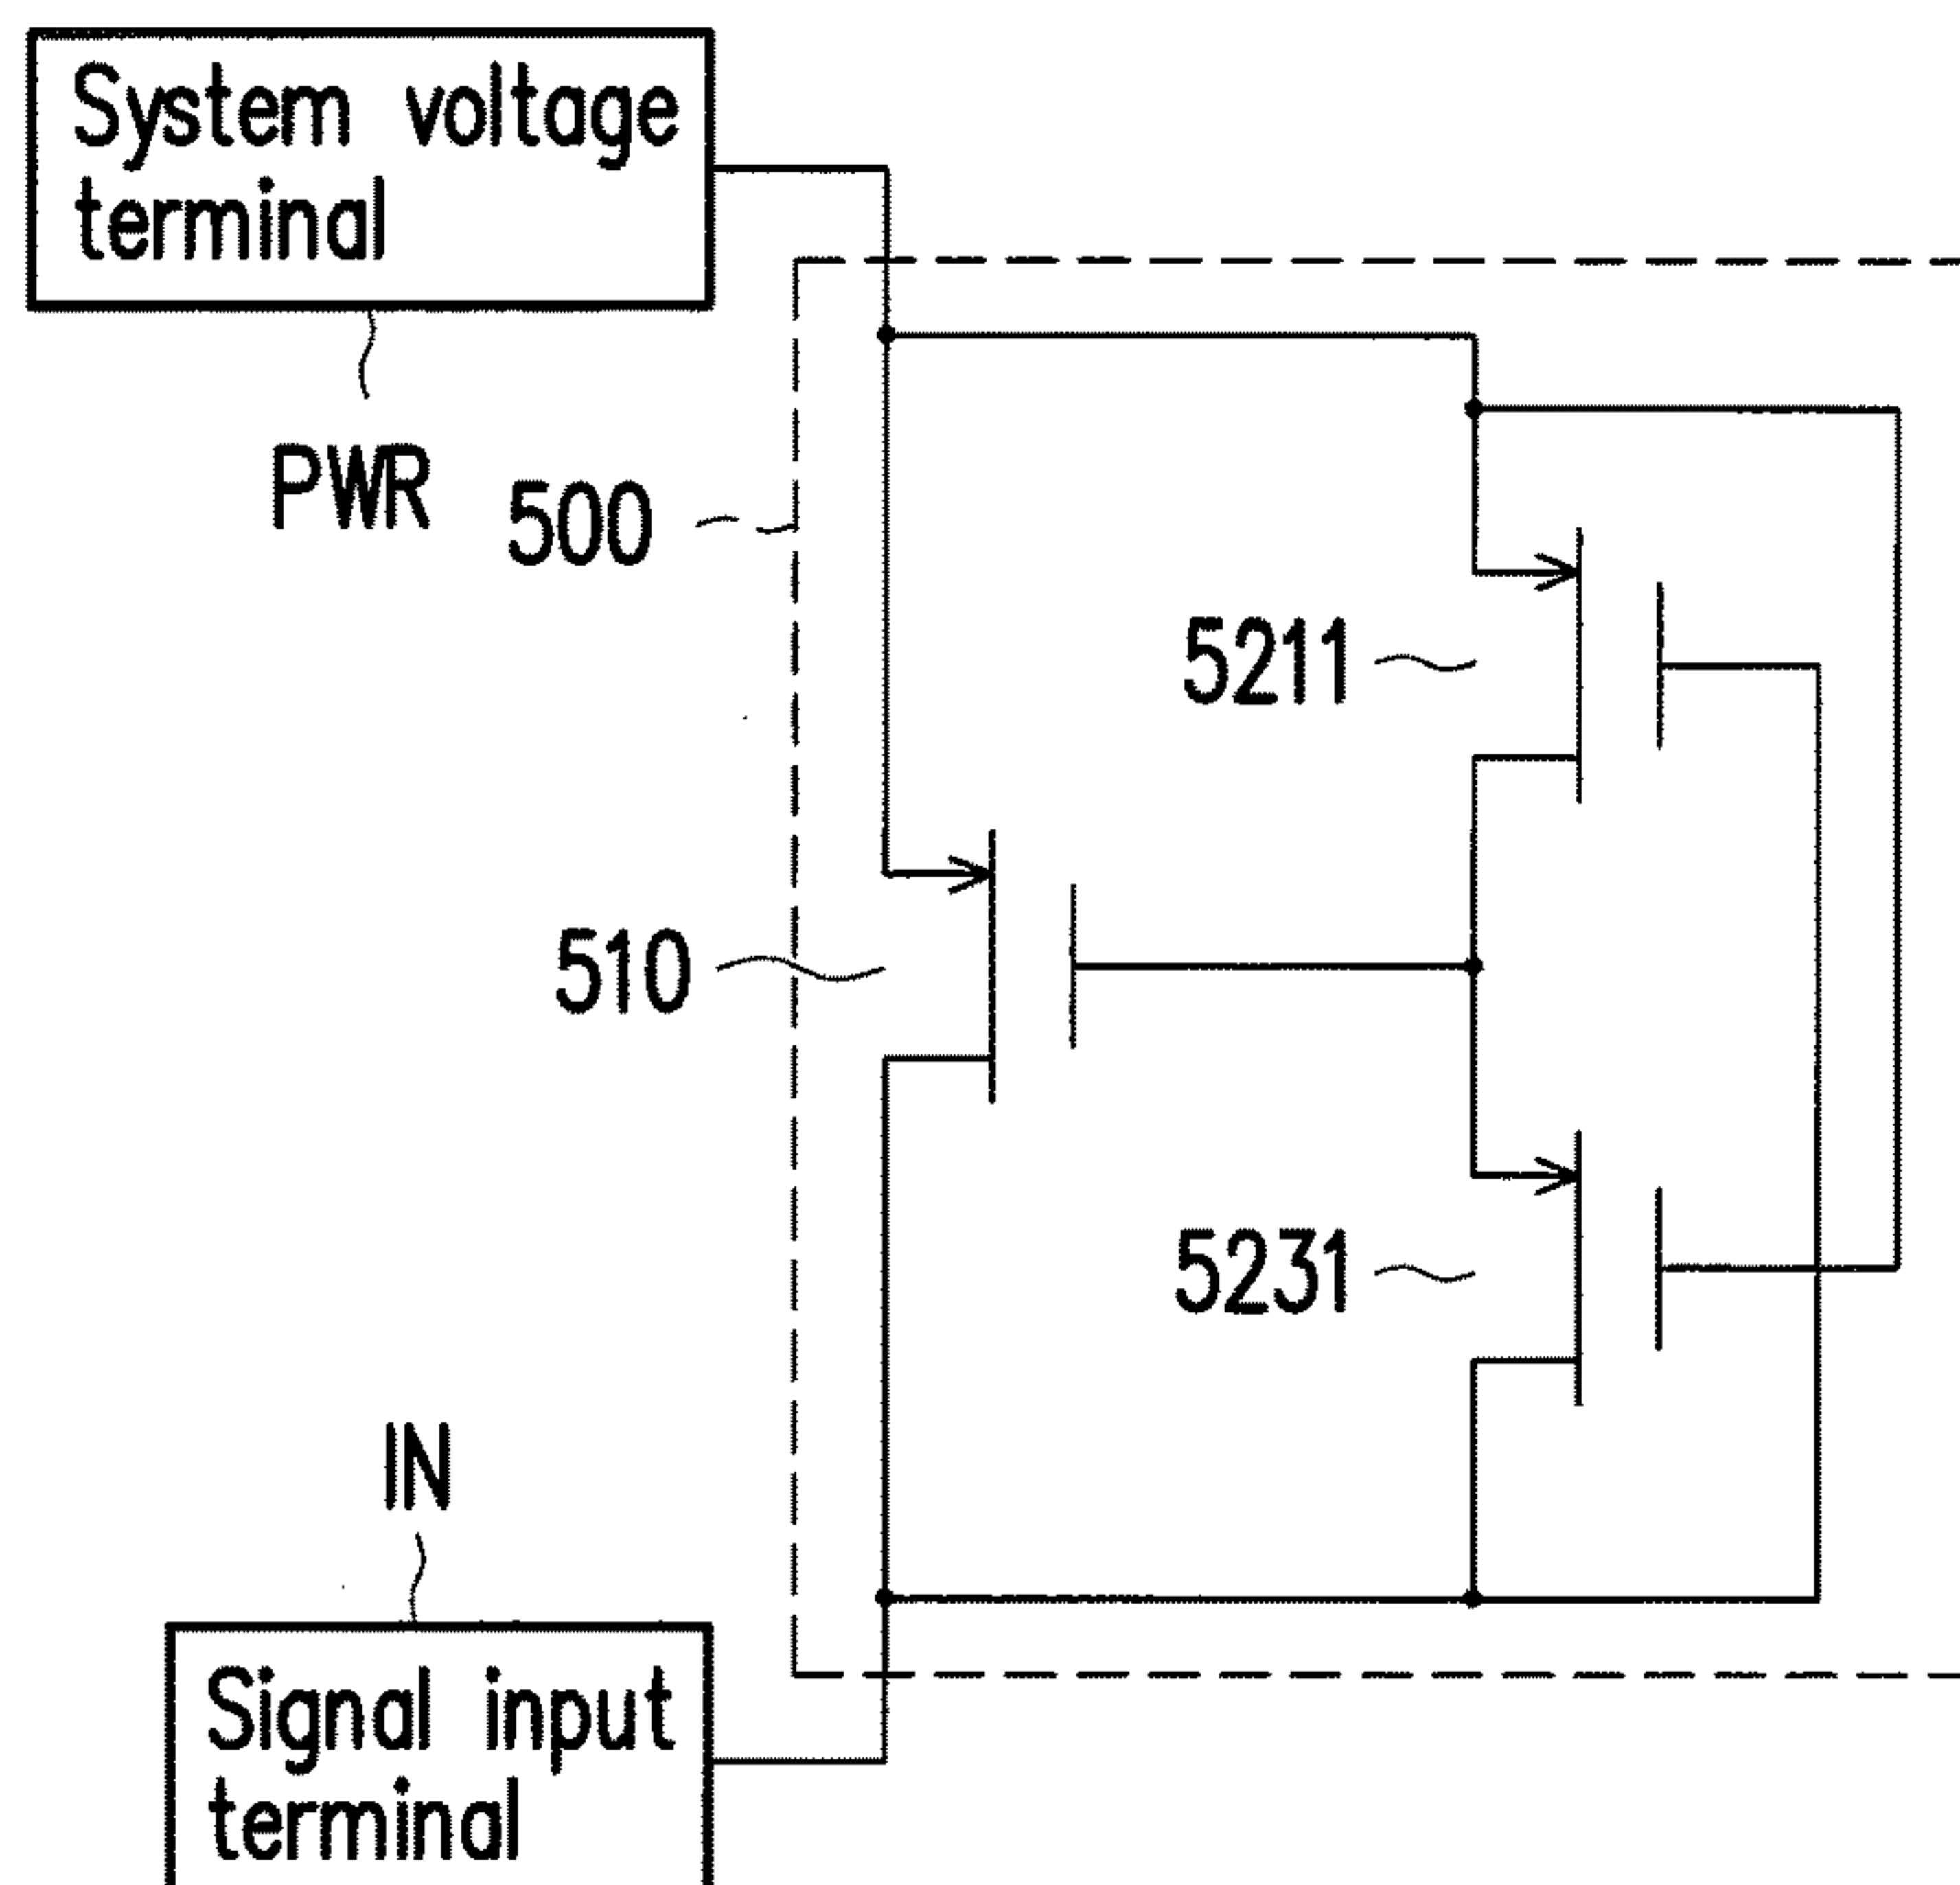 System voltage
terminal
PWR
500
5211
510
5231
IN
Signal input
terminal